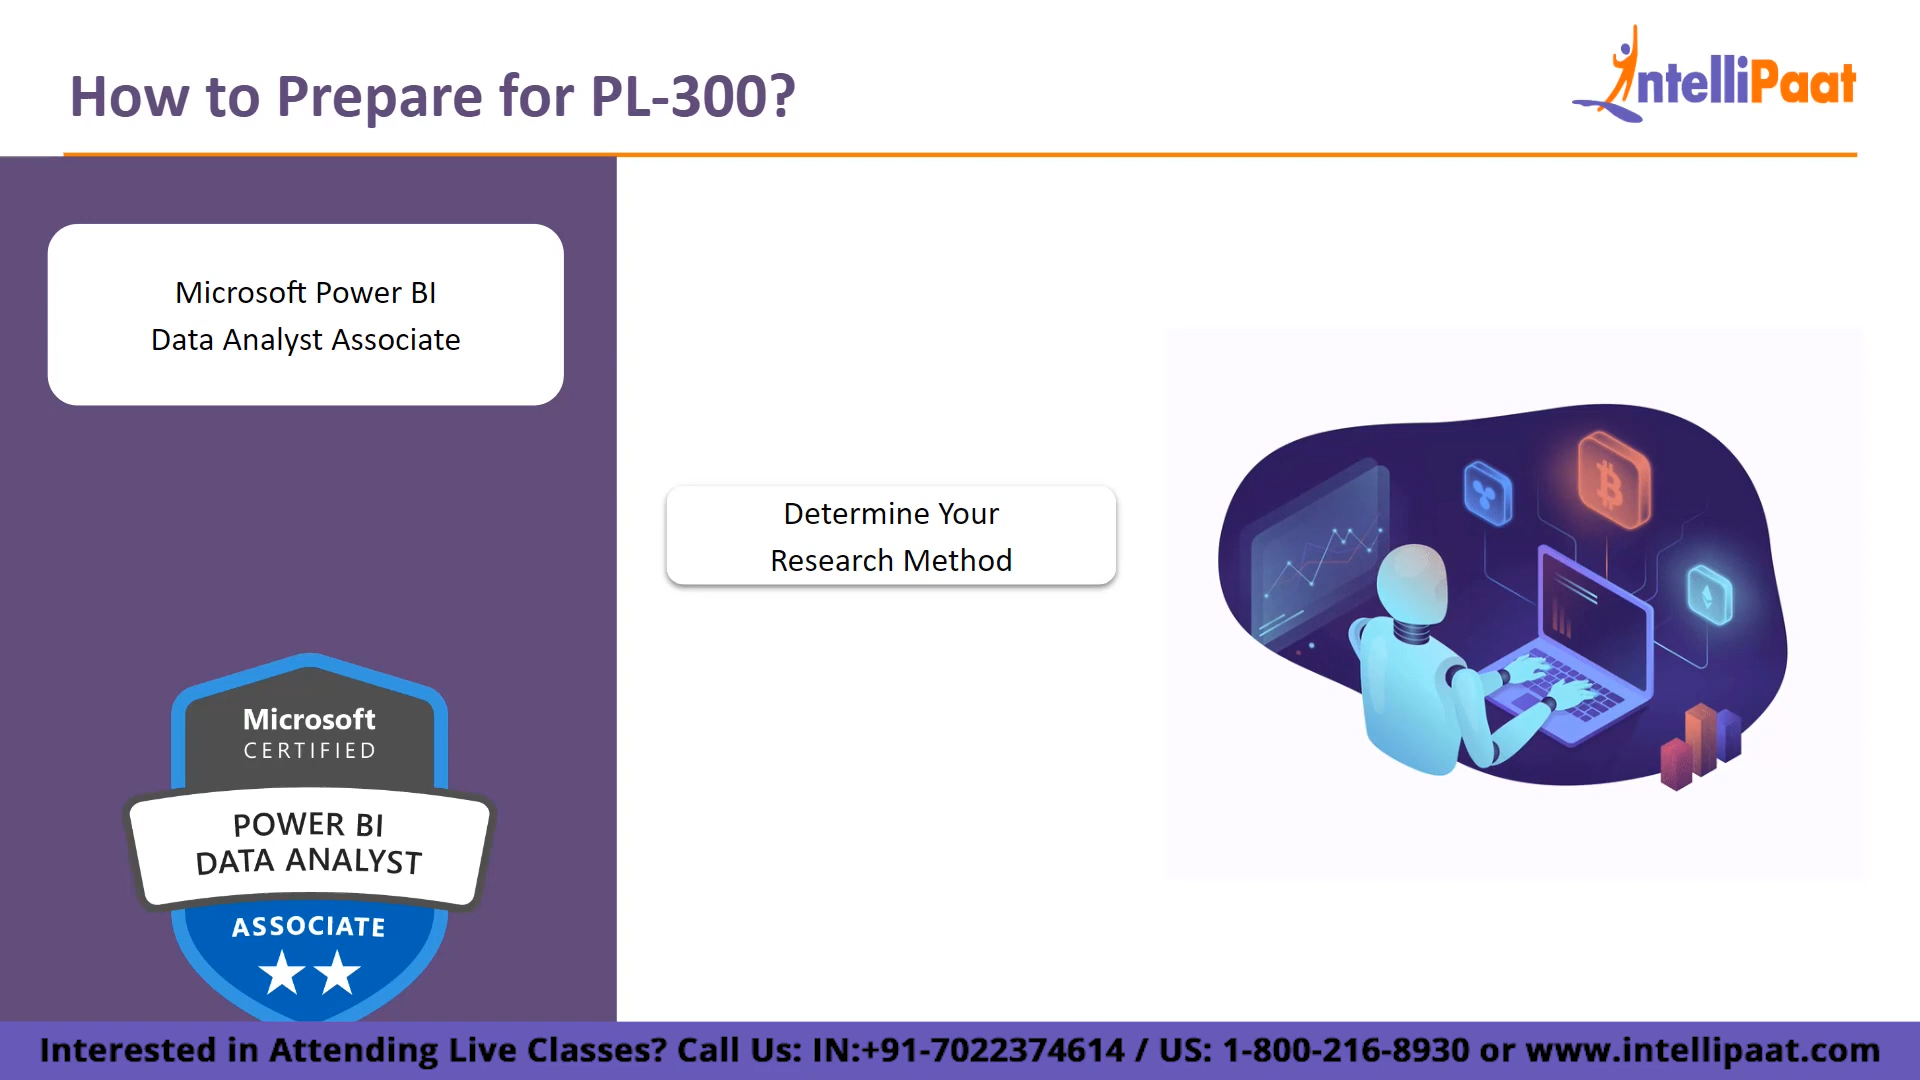 How to Prepare for PL-300?
IntelliPaat
Microsoft Power BI
Data Analyst Associate
Determine Your
Research Method
Microsoft
CERTIFIED
POWER BI
DATA ANALYST
ASSOCIATE
Interested in Attending Live Classes? Call Us: IN:+91-7022374614 / US: 1-800-216-8930 or www.intellipaat.com